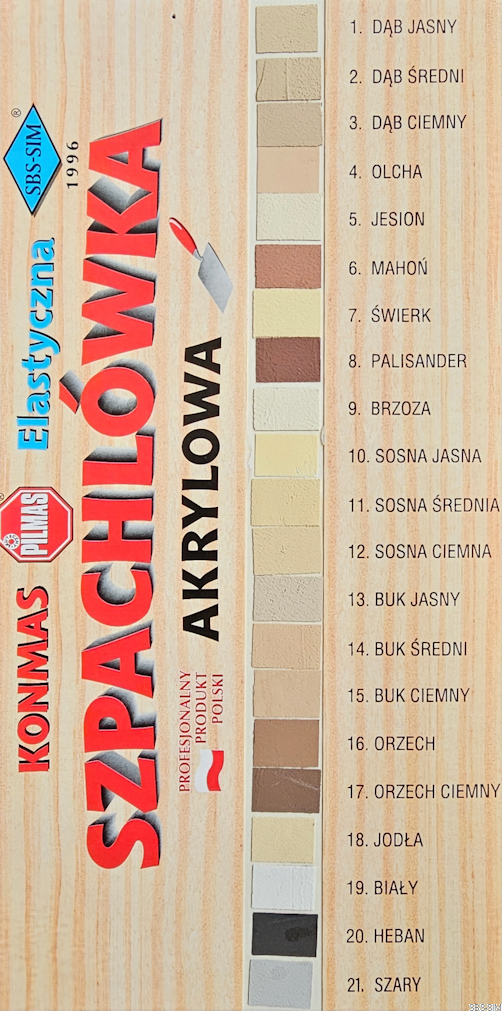 SBS-SIM
®
1996
Elastyczna
PILMAS
®
KONMAS
SZPACHLÓWKA
AKRYLOWA
PROFESJONALNY
PRODUKT
POLSKI
1. DĄB JASNY
2. DĄB ŚREDNI
3. DĄB CIEMNY
4. OLCHA
5. JESION
6. MAHOŃ
7. ŚWIERK
8. PALISANDER
9. BRZOZA
10. SOSNA JASNA
11. SOSNA ŚREDNIA
12. SOSNA CIEMNA
13. BUK JASNY
14. BUK ŚREDNI
15. BUK CIEMNY
16. ORZECH
17. ORZECH CIEMNY
18. JODŁA
19. BIAŁY
20. HEBAN
21. SZARY